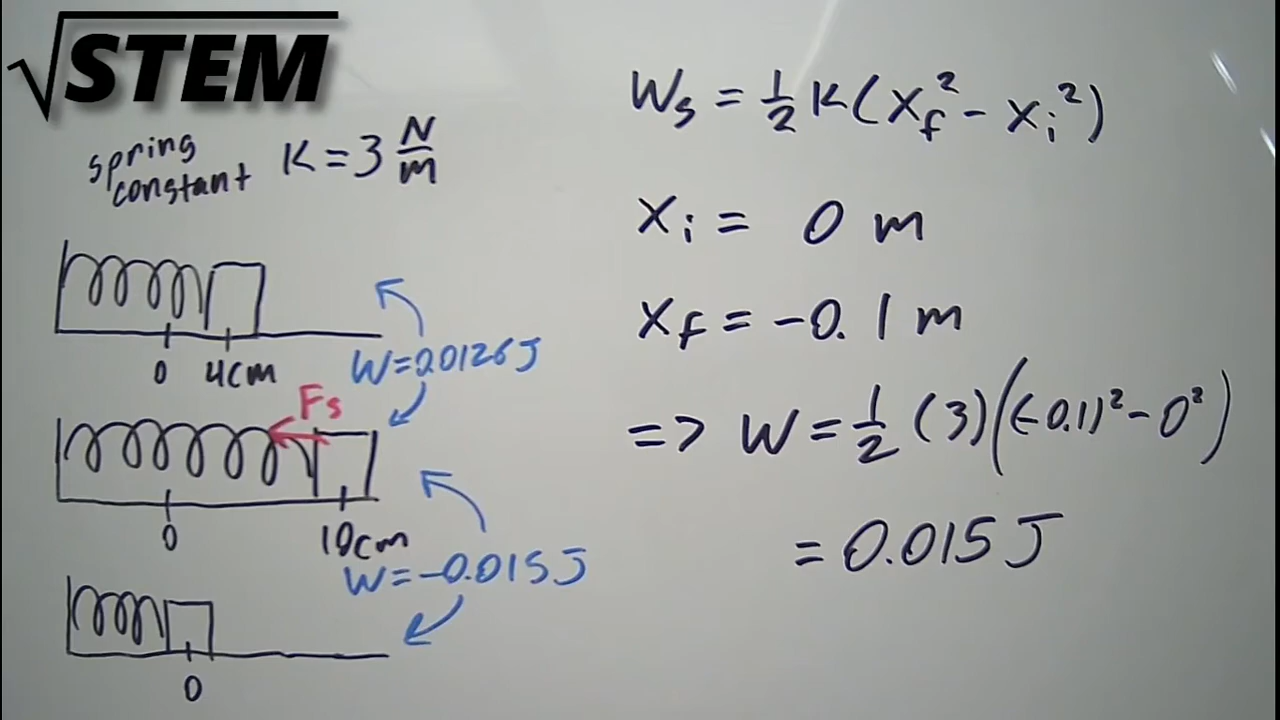 √STEM
spring
constant K = 3 N/m
0 4cm
W=0.0126J
Fs
0 10cm
W=-0.015J
0
Ws = 1/2 K(xf² - xi²)
xi = 0 m
xf = -0.1 m
=> W = 1/2 (3)((-0.1)² - 0²)
= 0.015 J